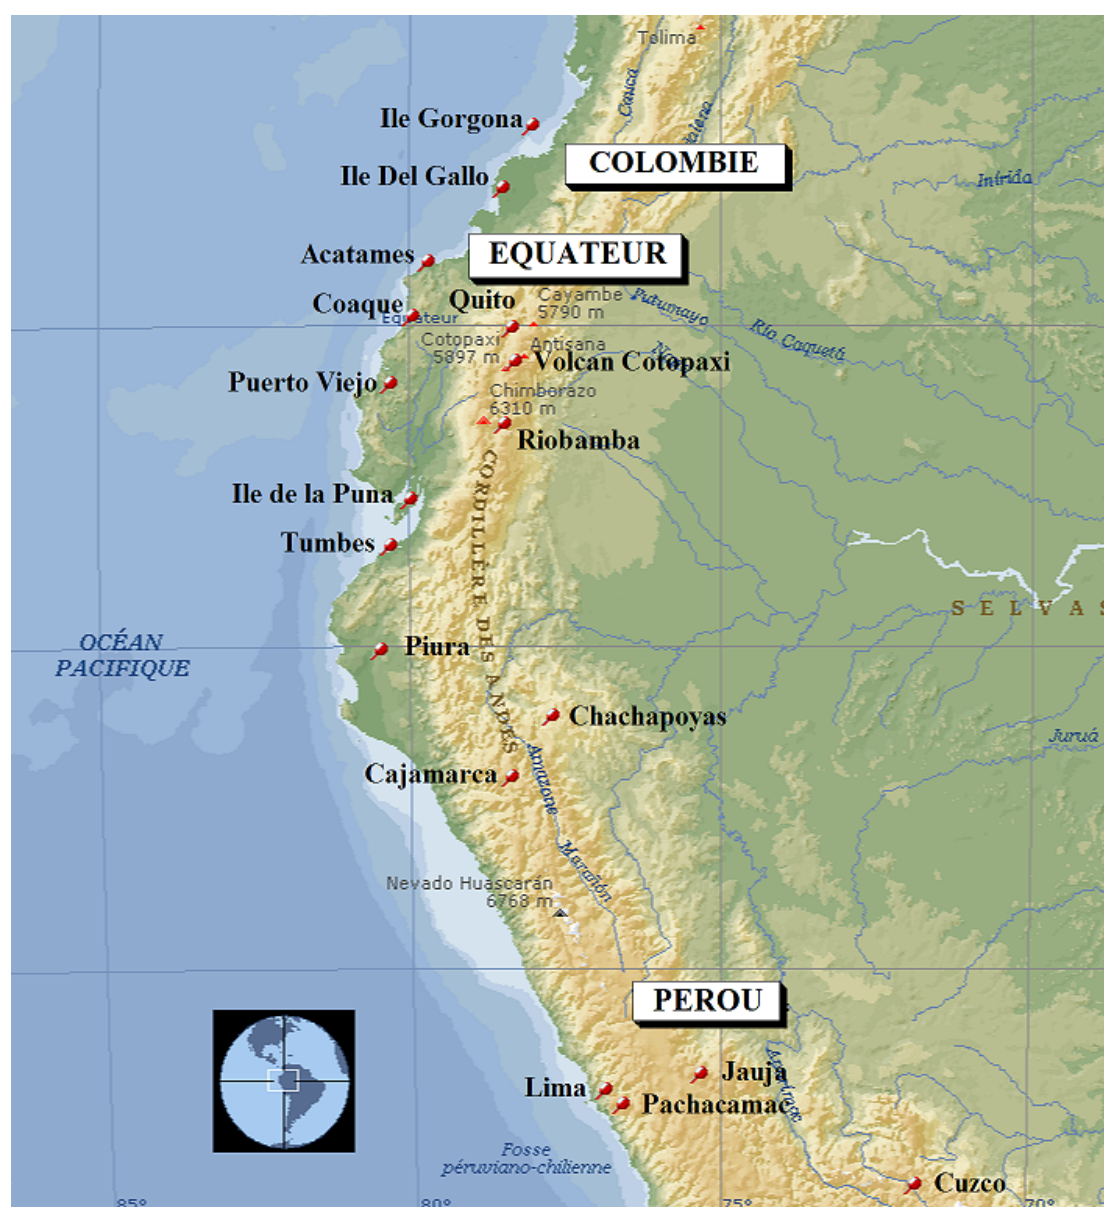 Tolima
Cauca
Ile Gorgona
COLOMBIE
Ile Del Gallo
Inírida
Acatames
EQUATEUR
Coaque
Quito
Cayambe
5790 m
Putumayo
Equateur
Rio Caquetá
Cotopaxi
5897 m
Antisana
Volcan Cotopaxi
Puerto Viejo
Chimborazo
6310 m
Riobamba
CORDILLÈRE DES ANDES
Ile de la Puna
Tumbes
SELVAS
OCÉAN
PACIFIQUE
Piura
Chachapoyas
Juruá
Cajamarca
Amazone
Marañón
Nevado Huascarán
6768 m
PEROU
Jauja
Lima
Pachacamac
Fosse
péruviano-chilienne
Cuzco
85°
80°
75°
70°